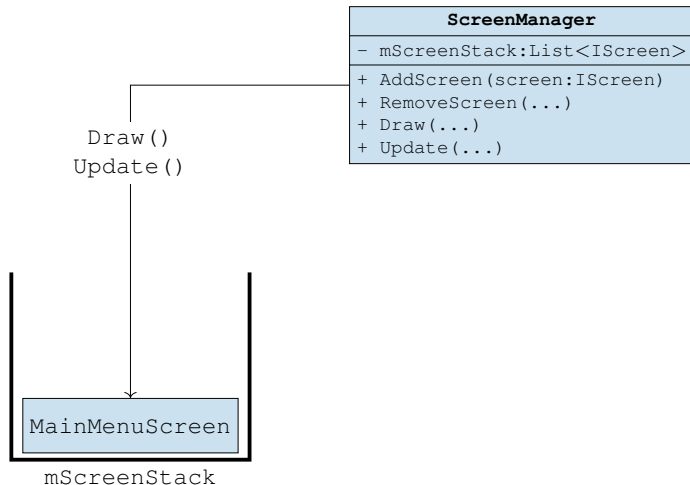 ScreenManager
- mScreenStack:List<IScreen>
+ AddScreen(screen:IScreen)
+ RemoveScreen(...)
+ Draw(...)
+ Update(...)
Draw()
Update()
MainMenuScreen
mScreenStack